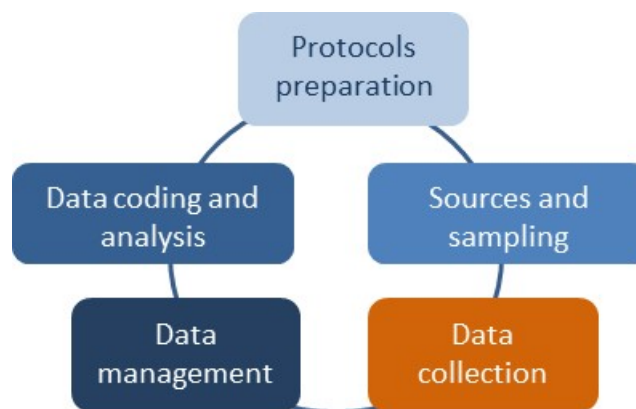 Protocols
preparation
Sources and
sampling
Data
collection
Data
management
Data coding and
analysis